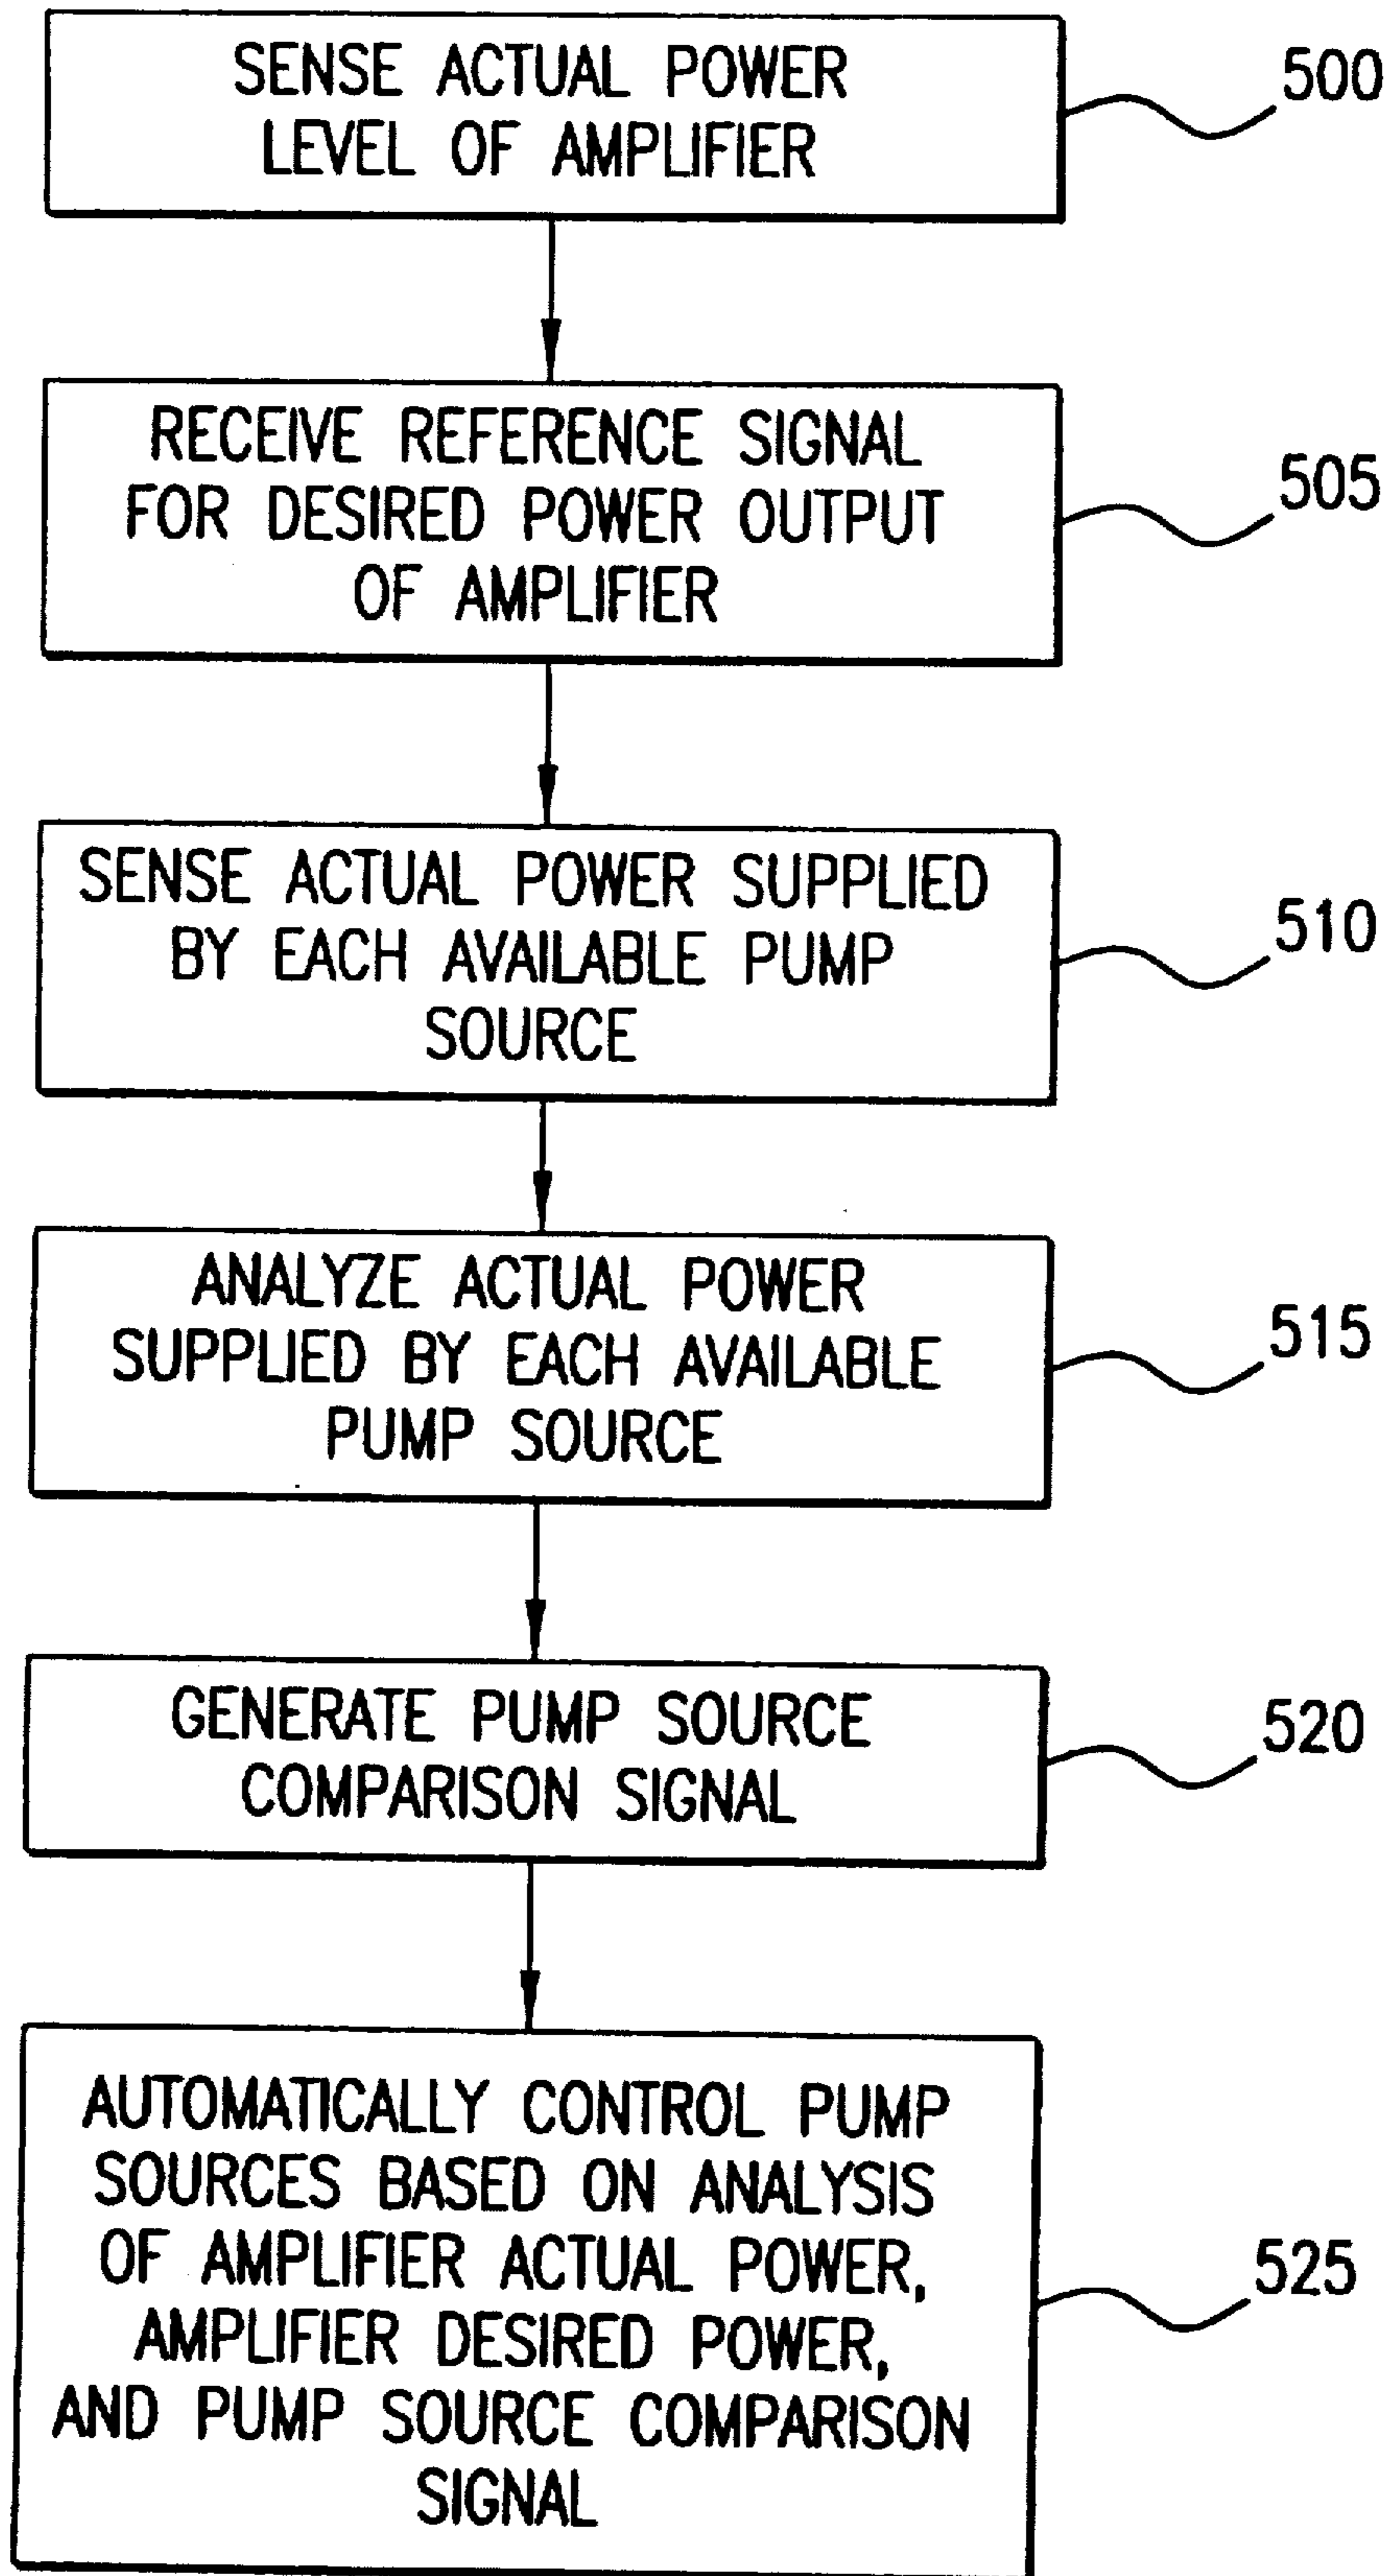 SENSE ACTUAL POWER
LEVEL OF AMPLIFIER
500
RECEIVE REFERENCE SIGNAL
FOR DESIRED POWER OUTPUT
OF AMPLIFIER
505
SENSE ACTUAL POWER SUPPLIED
BY EACH AVAILABLE PUMP
SOURCE
510
ANALYZE ACTUAL POWER
SUPPLIED BY EACH AVAILABLE
PUMP SOURCE
515
GENERATE PUMP SOURCE
COMPARISON SIGNAL
520
AUTOMATICALLY CONTROL PUMP
SOURCES BASED ON ANALYSIS
OF AMPLIFIER ACTUAL POWER,
AMPLIFIER DESIRED POWER,
AND PUMP SOURCE COMPARISON
SIGNAL
525